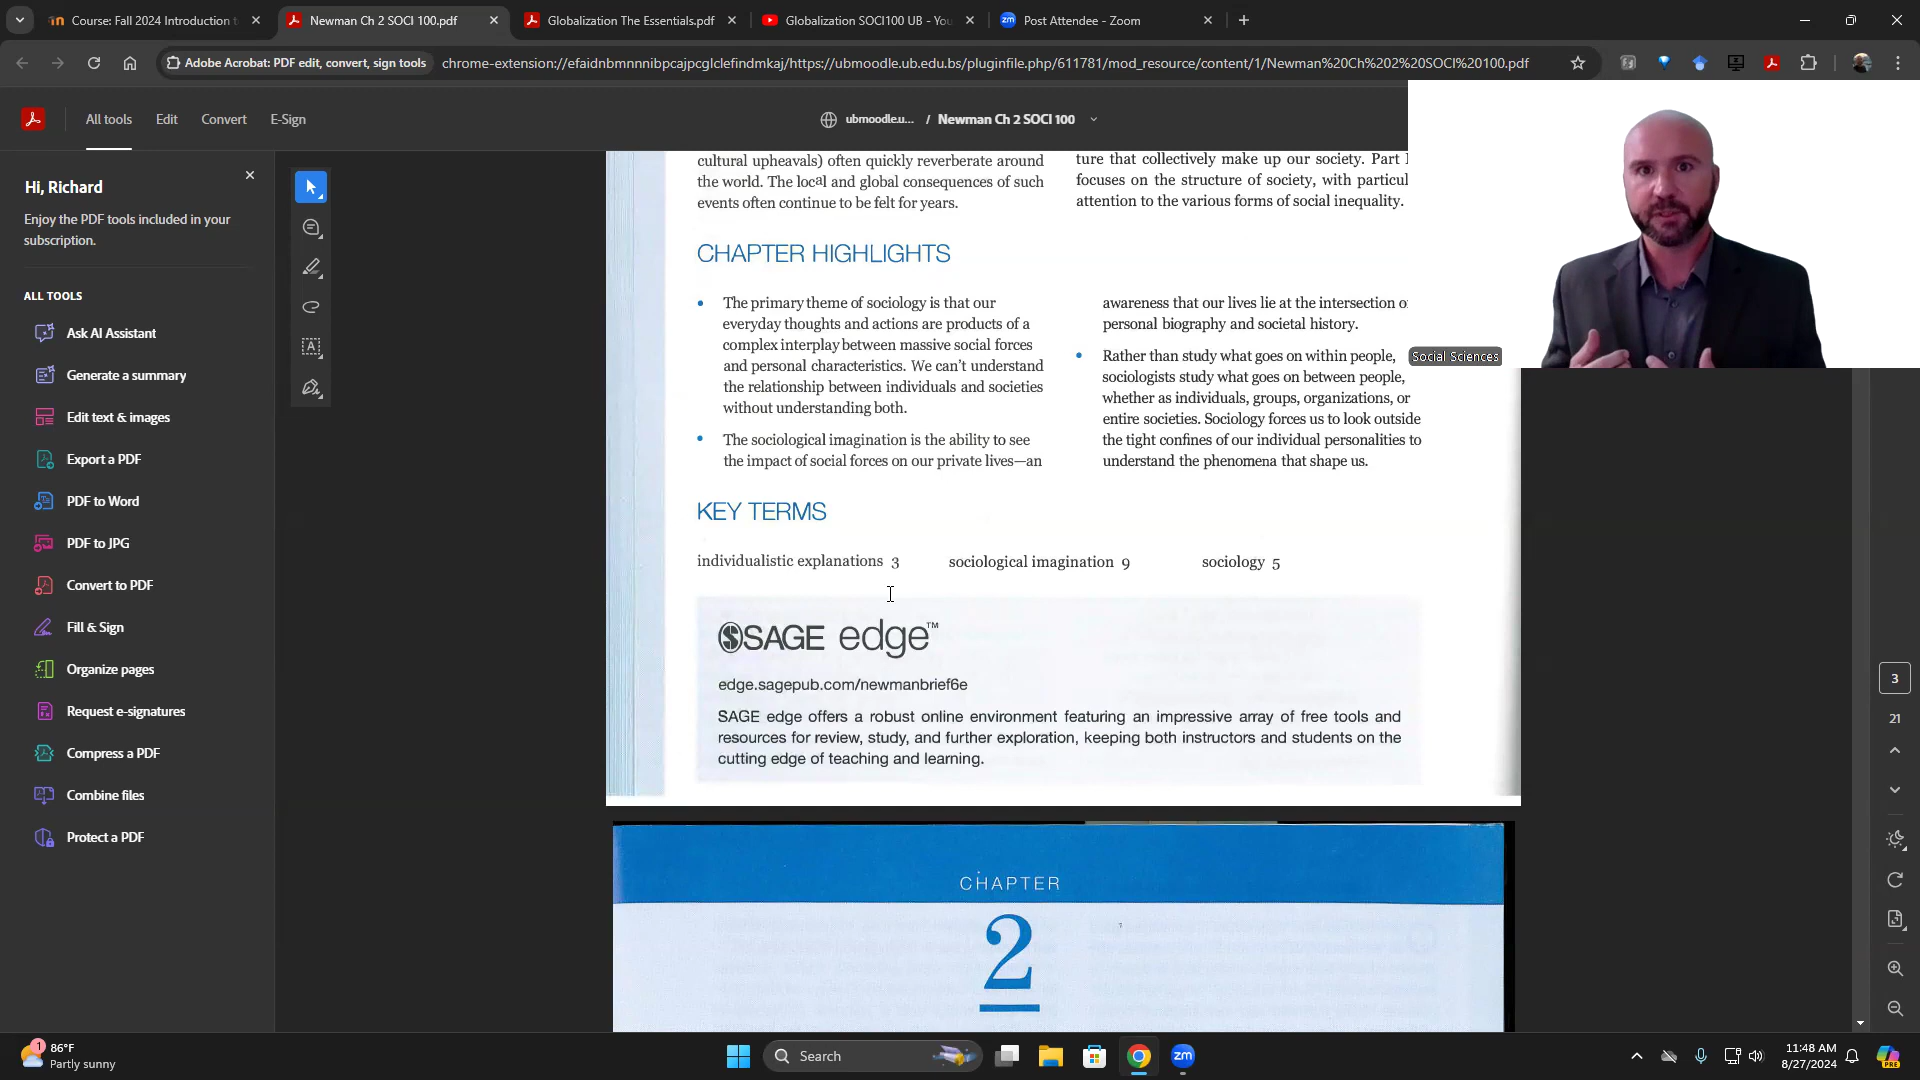 Course: Fall 2024 Introduction t
Newman Ch 2 SOCI 100.pdf
Globalization The Essentials.pdf
Globalization SOCI100 UB - You
Post Attendee - Zoom
Adobe Acrobat: PDF edit, convert, sign tools
chrome-extension://efaidnbmnnnibpcajpcglclefindmkaj/https://ubmoodle.ub.edu.bs/pluginfile.php/611781/mod_resource/content/1/Newman%20Ch%202%20SOCI%20100.pdf
All tools
Edit
Convert
E-Sign
ubmoodle.u...
/ Newman Ch 2 SOCI 100
Hi, Richard
Enjoy the PDF tools included in your
subscription.
ALL TOOLS
Ask AI Assistant
Generate a summary
Edit text & images
Export a PDF
PDF to Word
PDF to JPG
Convert to PDF
Fill & Sign
Organize pages
Request e-signatures
Compress a PDF
Combine files
Protect a PDF
cultural upheavals) often quickly reverberate around
the world. The local and global consequences of such
events often continue to be felt for years.
ture that collectively make up our society. Part
focuses on the structure of society, with particul
attention to the various forms of social inequality.
CHAPTER HIGHLIGHTS
• The primary theme of sociology is that our
everyday thoughts and actions are products of a
complex interplay between massive social forces
and personal characteristics. We can't understand
the relationship between individuals and societies
without understanding both.
• The sociological imagination is the ability to see
the impact of social forces on our private lives—an
awareness that our lives lie at the intersection of
personal biography and societal history.
• Rather than study what goes on within people,
sociologists study what goes on between people,
whether as individuals, groups, organizations, or
entire societies. Sociology forces us to look outside
the tight confines of our individual personalities to
understand the phenomena that shape us.
Social Sciences
KEY TERMS
individualistic explanations 3
sociological imagination 9
sociology 5
SAGE edge™
edge.sagepub.com/newmanbrief6e
SAGE edge offers a robust online environment featuring an impressive array of free tools and
resources for review, study, and further exploration, keeping both instructors and students on the
cutting edge of teaching and learning.
CHAPTER
2
3
21
1
86°F
Partly sunny
Search
zm
11:48 AM
8/27/2024
PRE